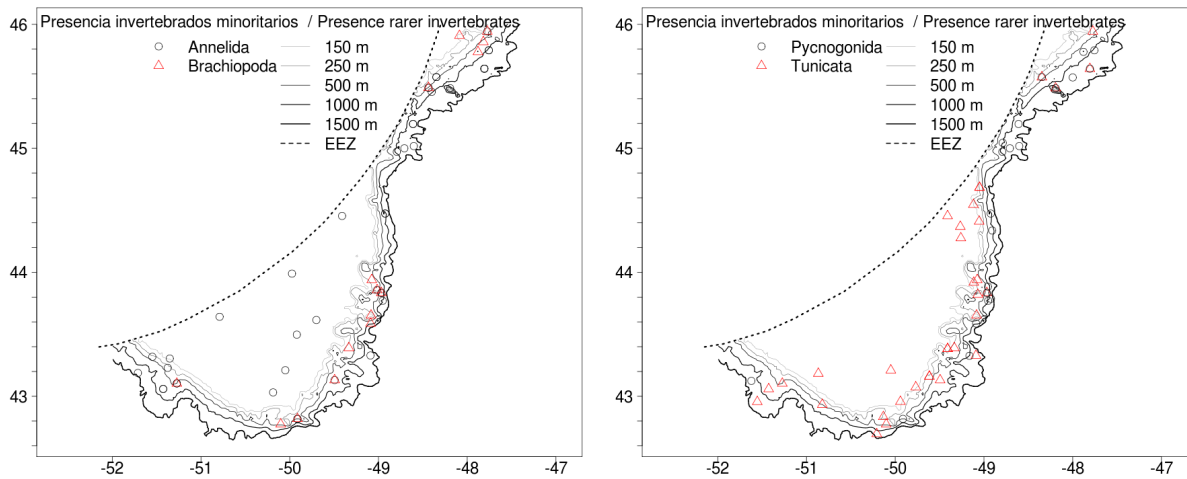 Presencia invertebrados minoritarios / Presence rarer invertebrates
Annelida
Brachiopoda
150 m
250 m
500 m
1000 m
1500 m
EEZ
46
45
44
43
-52
-51
-50
-49
-48
-47
Presencia invertebrados minoritarios / Presence rarer invertebrates
Pycnogonida
Tunicata
150 m
250 m
500 m
1000 m
1500 m
EEZ
46
45
44
43
-52
-51
-50
-49
-48
-47